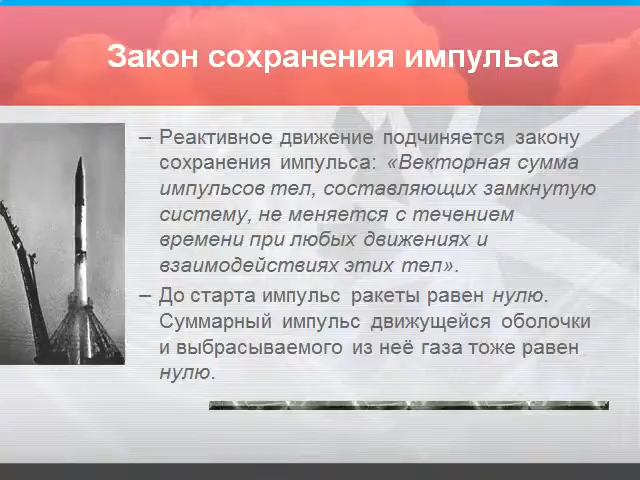 Закон сохранения импульса
– Реактивное движение подчиняется закону
сохранения импульса: «Векторная сумма
импульсов тел, составляющих замкнутую
систему, не меняется с течением
времени при любых движениях и
взаимодействиях этих тел».
– До старта импульс ракеты равен нулю.
Суммарный импульс движущейся оболочки
и выбрасываемого из неё газа тоже равен
нулю.